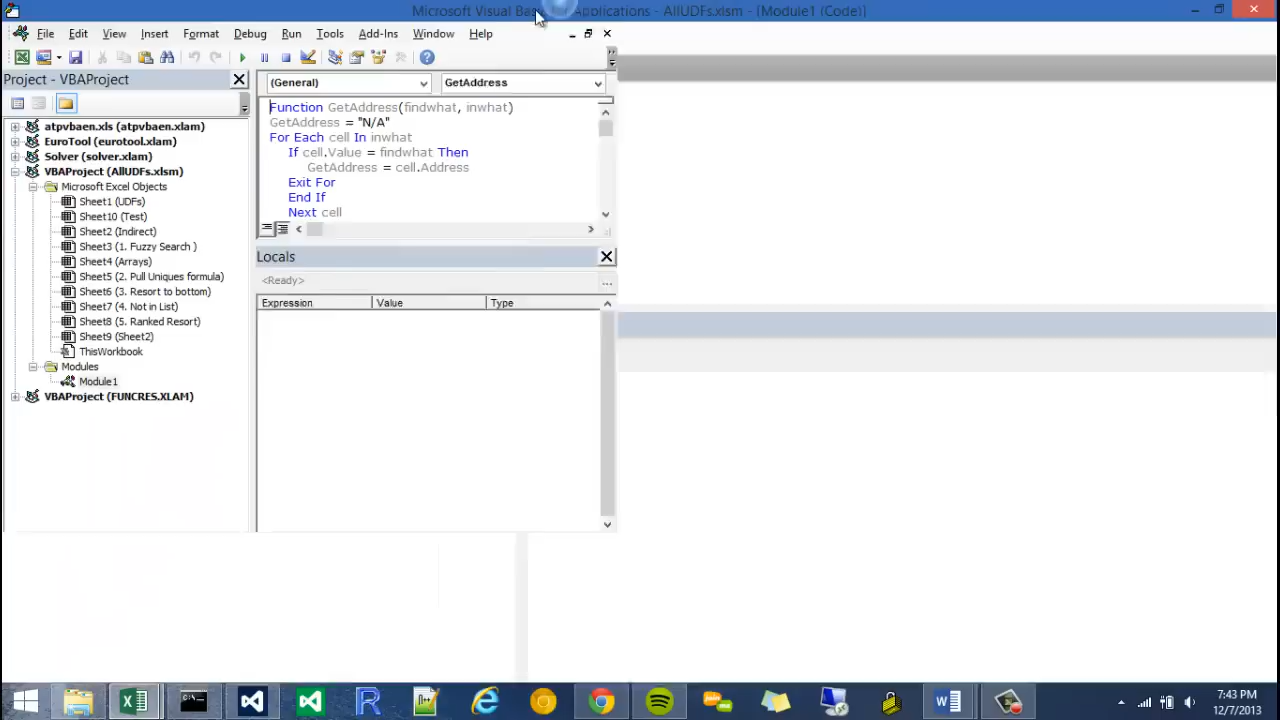 Microsoft Visual Basic for Applications - AllUDFs.xlsm - [Module1 (Code)]
File Edit View Insert Format Debug Run Tools Add-Ins Window Help
Project - VBAProject
(General) GetAddress
Function GetAddress(findwhat, inwhat)
GetAddress = "N/A"
For Each cell In inwhat
If cell.Value = findwhat Then
GetAddress = cell.Address
Exit For
End If
Next cell
atpvbaen.xls (atpvbaen.xlam)
EuroTool (eurotool.xlam)
Solver (solver.xlam)
VBAProject (AllUDFs.xlsm)
Microsoft Excel Objects
Sheet1 (UDFs)
Sheet10 (Test)
Sheet2 (Indirect)
Sheet3 (1. Fuzzy Search )
Sheet4 (Arrays)
Sheet5 (2. Pull Uniques formula)
Sheet6 (3. Resort to bottom)
Sheet7 (4. Not in List)
Sheet8 (5. Ranked Resort)
Sheet9 (Sheet2)
ThisWorkbook
Modules
Module1
VBAProject (FUNCRES.XLAM)
Locals
<Ready>
...
Expression Value Type
7:43 PM
12/7/2013